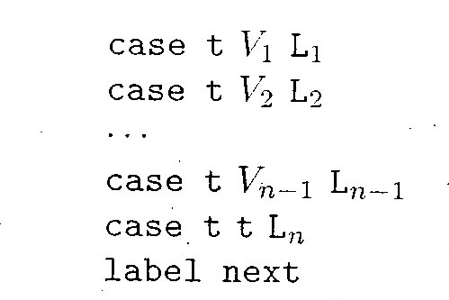 case t V₁ L₁
case t V₂ L₂
...
case t Vₙ₋₁ Lₙ₋₁
case t t Lₙ
label next